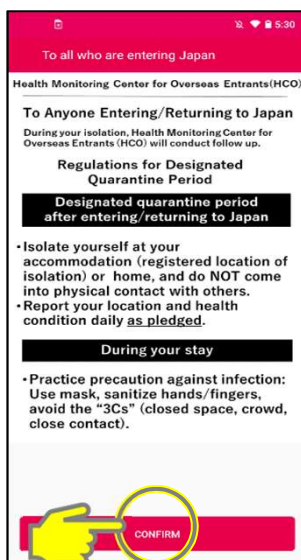 5:30
To all who are entering Japan
Health Monitoring Center for Overseas Entrants(HCO)
To Anyone Entering/Returning to Japan
During your isolation, Health Monitoring Center for
Overseas Entrants (HCO) will conduct follow up.
Regulations for Designated
Quarantine Period
Designated quarantine period
after entering/returning to Japan
・Isolate yourself at your
accommodation (registered location of
isolation) or home, and do NOT come
into physical contact with others.
・Report your location and health
condition daily as pledged.
During your stay
・Practice precaution against infection:
Use mask, sanitize hands/fingers,
avoid the “3Cs” (closed space, crowd,
close contact).
CONFIRM